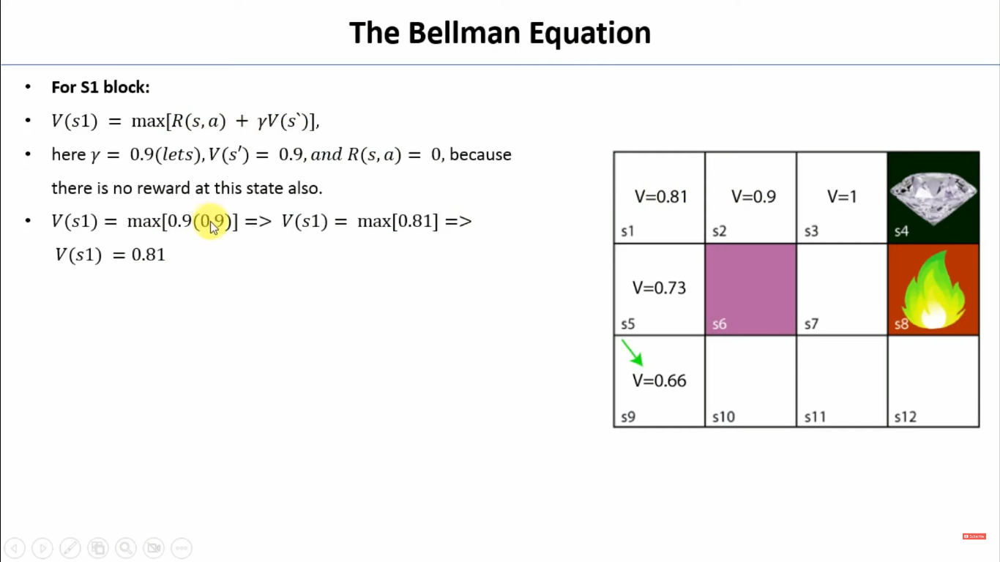 The Bellman Equation
• For S1 block:
• V(s1) = max[R(s, a) + γV(s`)],
• here γ = 0.9(lets), V(s′) = 0.9, and R(s, a) = 0, because
there is no reward at this state also.
• V(s1) = max[0.9(0.9)] => V(s1) = max[0.81] =>
V(s1) = 0.81
V=0.81
V=0.9
V=1
s1
s2
s3
s4
V=0.73
s5
s6
s7
s8
V=0.66
s9
s10
s11
s12
Subscribe